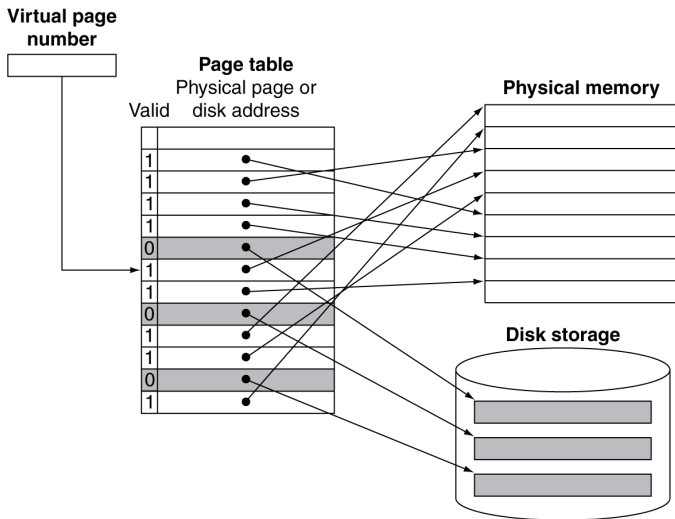 Virtual page
number
Page table
Physical page or
Valid disk address
Physical memory
1
1
1
1
0
1
1
0
1
1
0
1
Disk storage